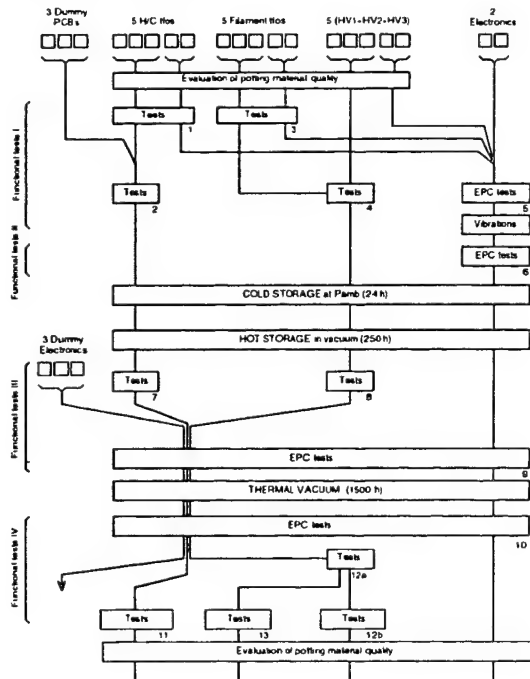 3 Dummy
PCBs
5 H/C tfos
5 Filament tfos
5 (HV1+HV2+HV3)
2
Electronics
Evaluation of potting material quality
Functional tests I
Tests
1
Tests
3
Tests
2
Tests
4
EPC tests
5
Vibrations
Functional tests II
EPC tests
6
COLD STORAGE at Pamb (24 h)
HOT STORAGE in vacuum (250 h)
3 Dummy
Electronics
Functional tests III
Tests
7
Tests
8
EPC tests
9
THERMAL VACUUM (1500 h)
EPC tests
10
Functional tests IV
Tests
12a
Tests
11
Tests
13
Tests
12b
Evaluation of potting material quality